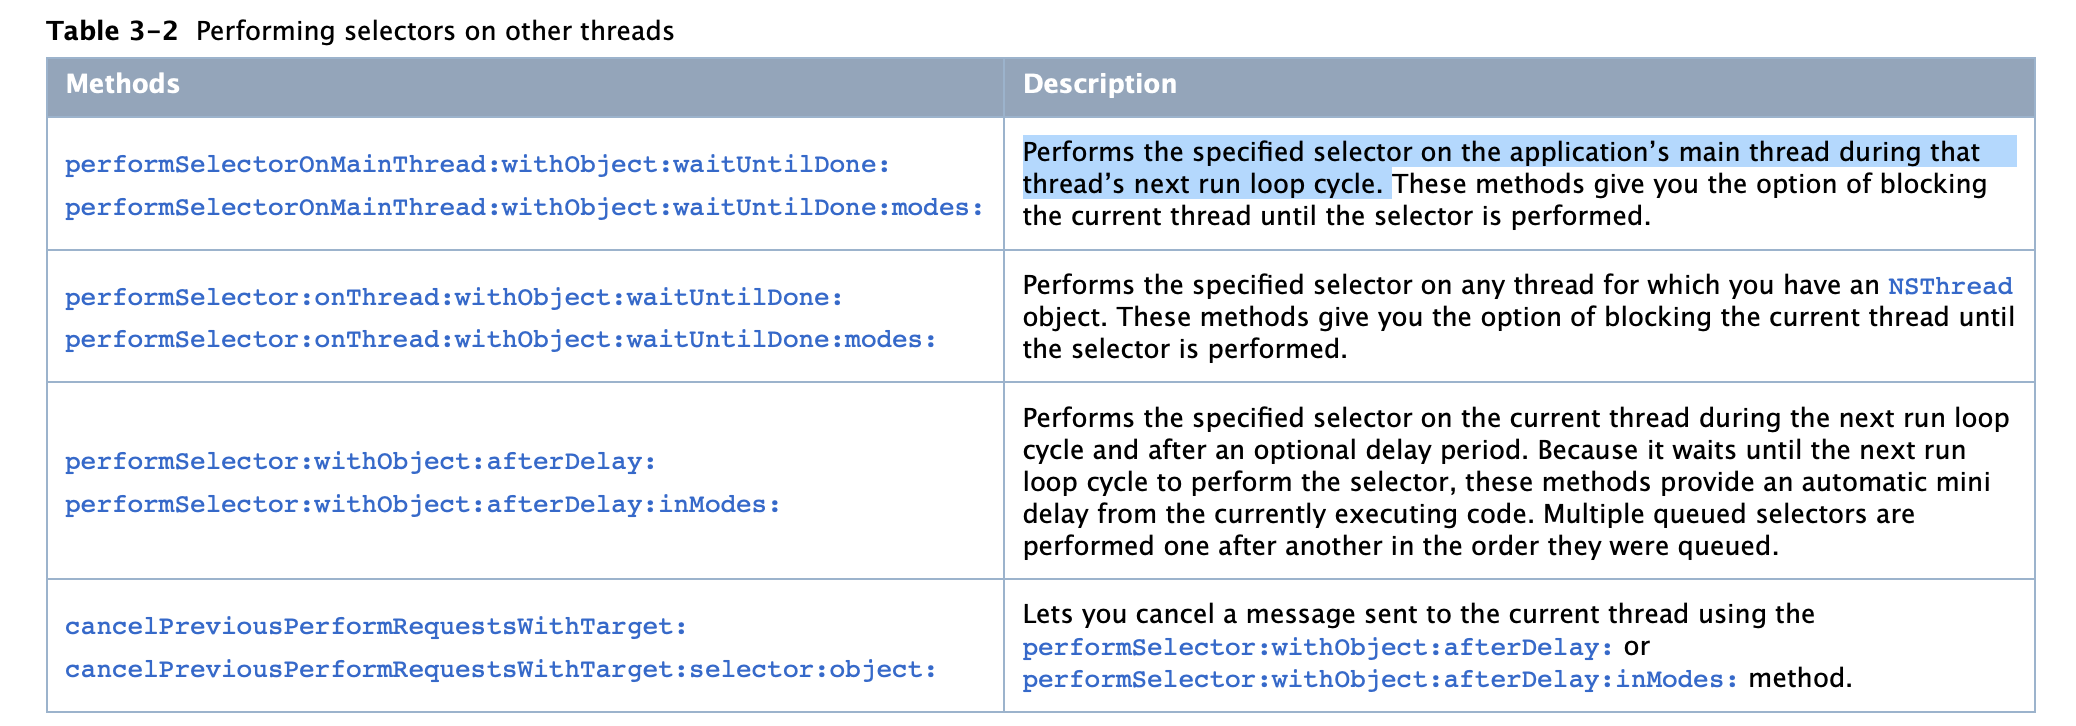 Table 3-2 Performing selectors on other threads
Methods
Description
performSelectorOnMainThread:withObject:waitUntilDone:
performSelectorOnMainThread:withObject:waitUntilDone:modes:
Performs the specified selector on the application’s main thread during that
thread’s next run loop cycle. These methods give you the option of blocking
the current thread until the selector is performed.
performSelector:onThread:withObject:waitUntilDone:
performSelector:onThread:withObject:waitUntilDone:modes:
Performs the specified selector on any thread for which you have an NSThread
object. These methods give you the option of blocking the current thread until
the selector is performed.
performSelector:withObject:afterDelay:
performSelector:withObject:afterDelay:inModes:
Performs the specified selector on the current thread during the next run loop
cycle and after an optional delay period. Because it waits until the next run
loop cycle to perform the selector, these methods provide an automatic mini
delay from the currently executing code. Multiple queued selectors are
performed one after another in the order they were queued.
cancelPreviousPerformRequestsWithTarget:
cancelPreviousPerformRequestsWithTarget:selector:object:
Lets you cancel a message sent to the current thread using the
performSelector:withObject:afterDelay: or
performSelector:withObject:afterDelay:inModes: method.